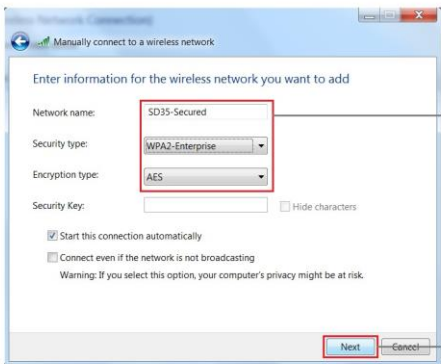 Manually connect to a wireless network
Enter information for the wireless network you want to add
Network name: SD35-Secured
Security type: WPA2-Enterprise
Encryption type: AES
Security Key: Hide characters
Start this connection automatically
Connect even if the network is not broadcasting
Warning: If you select this option, your computer's privacy might be at risk.
Next Cancel